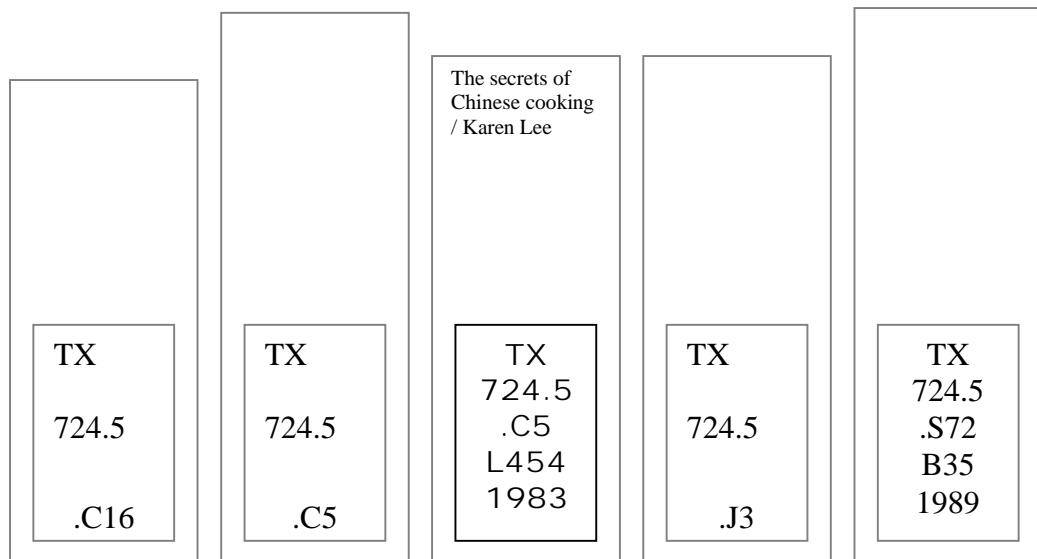 The secrets of
Chinese cooking
/ Karen Lee
TX
724.5
.C16
TX
724.5
.C5
TX
724.5
.C5
L454
1983
TX
724.5
.J3
TX
724.5
.S72
B35
1989